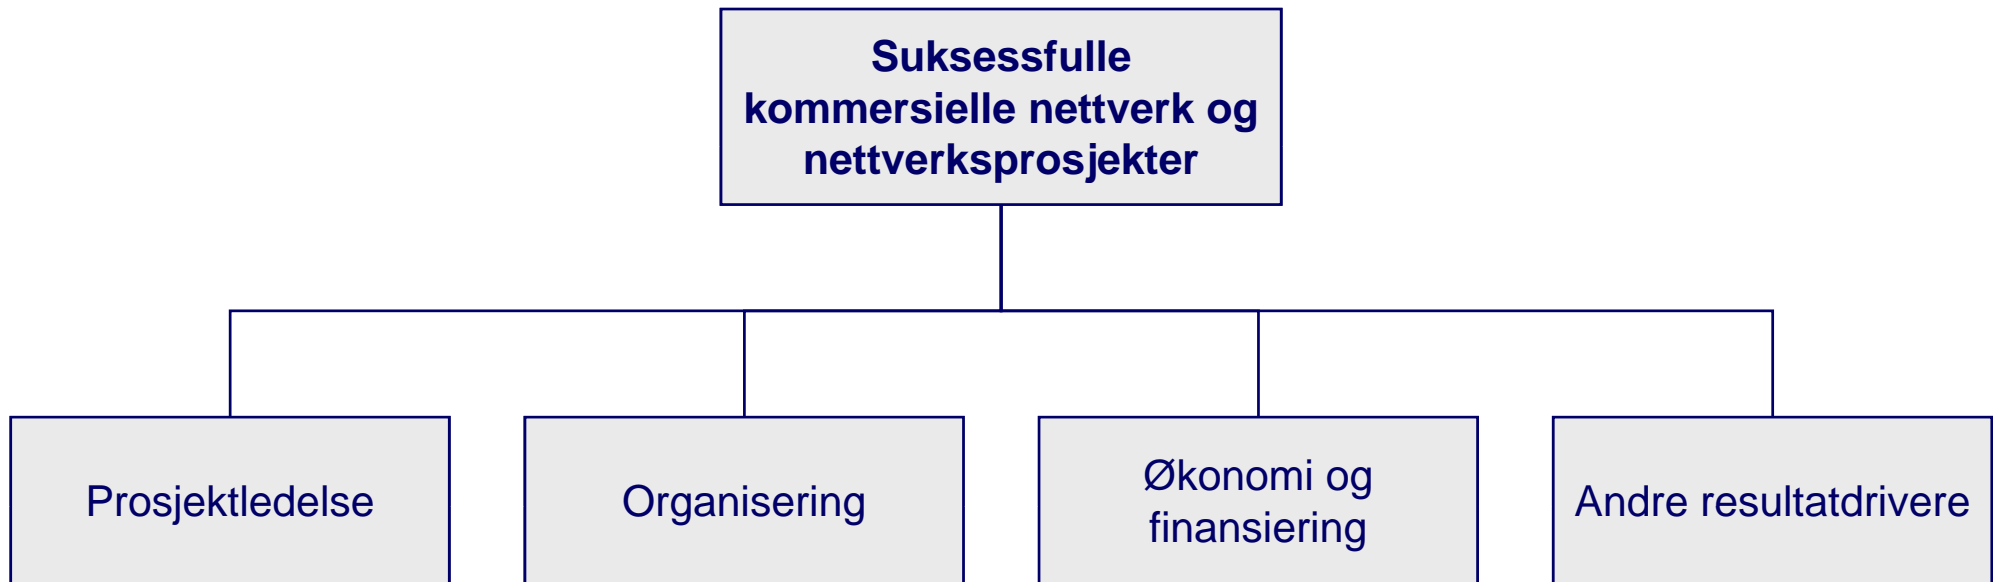 Suksessfulle
kommersielle nettverk og
nettverksprosjekter
Prosjektledelse
Organisering
Økonomi og
finansiering
Andre resultatdrivere